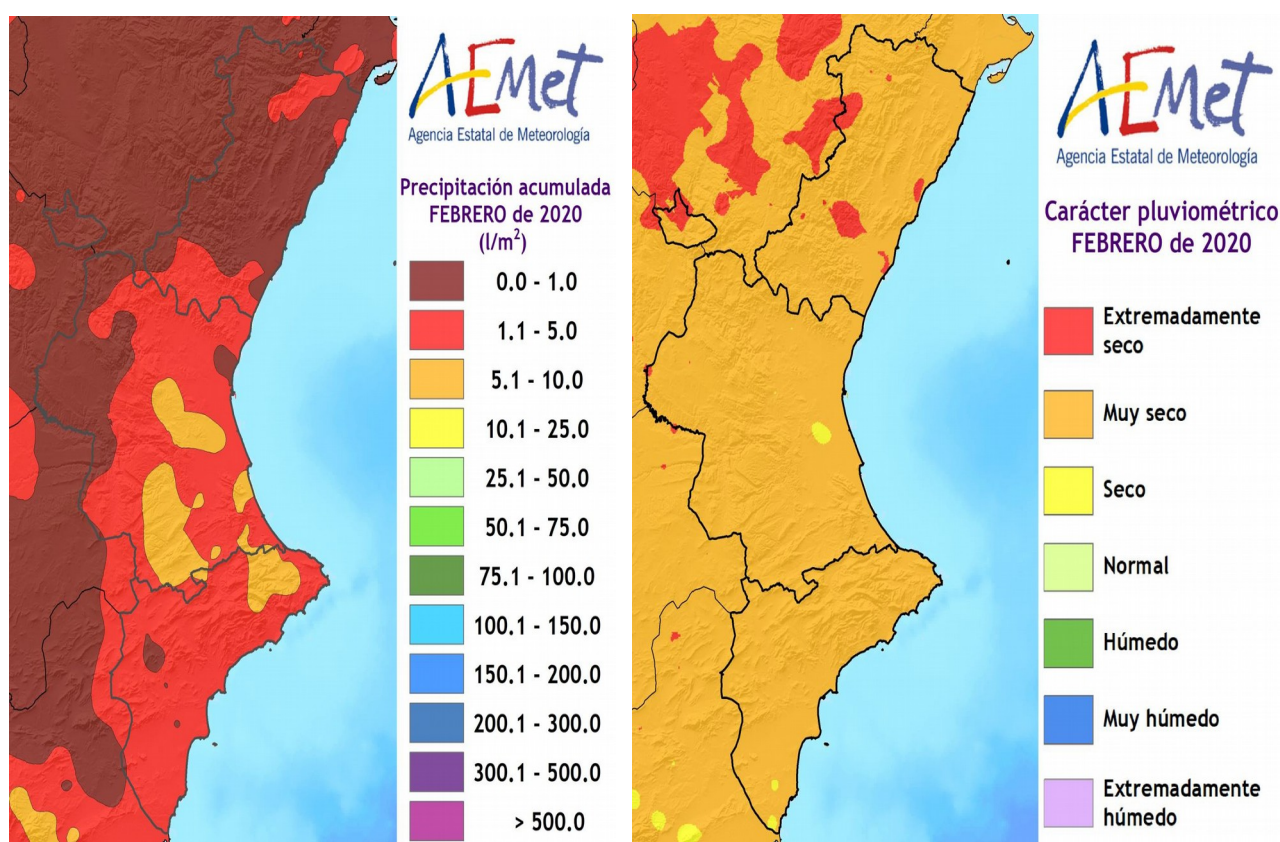 AEMet
Agencia Estatal de Meteorología
Precipitación acumulada
FEBRERO de 2020
(l/m²)
0.0 - 1.0
1.1 - 5.0
5.1 - 10.0
10.1 - 25.0
25.1 - 50.0
50.1 - 75.0
75.1 - 100.0
100.1 - 150.0
150.1 - 200.0
200.1 - 300.0
300.1 - 500.0
> 500.0
AEMet
Agencia Estatal de Meteorología
Carácter pluviométrico
FEBRERO de 2020
Extremadamente
seco
Muy seco
Seco
Normal
Húmedo
Muy húmedo
Extremadamente
húmedo